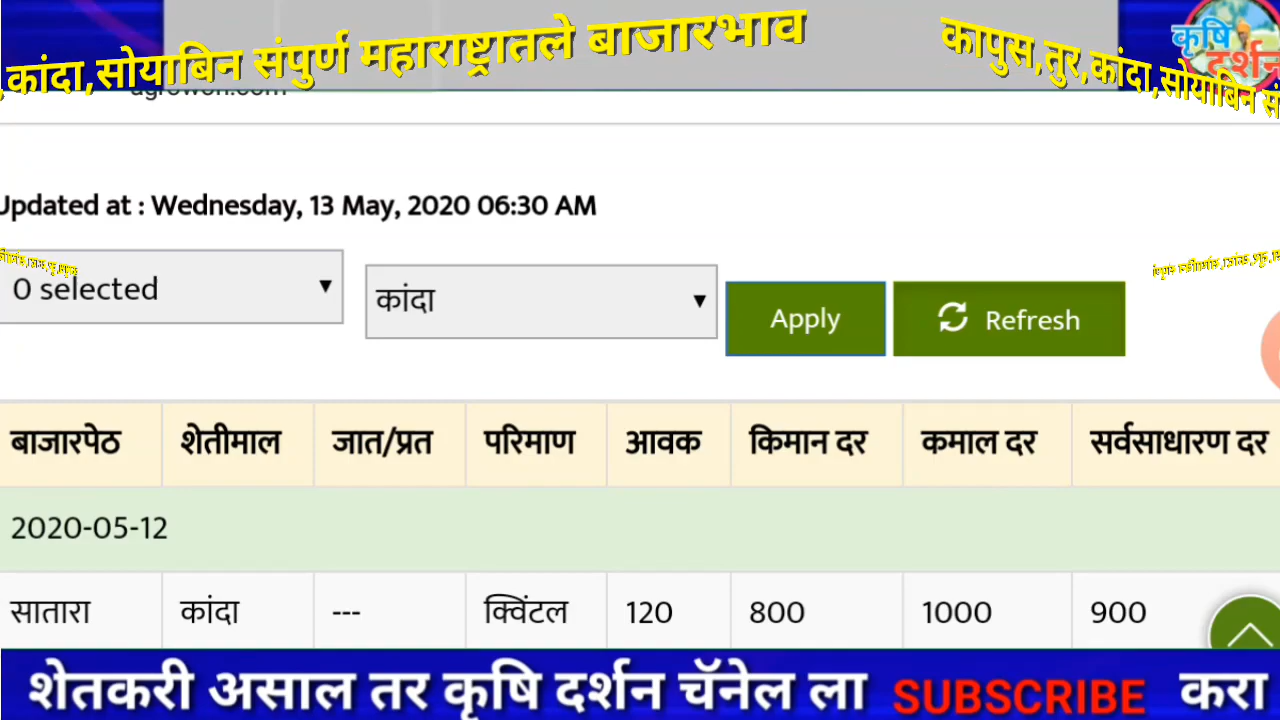 ,कांदा,सोयाबिन संपुर्ण महाराष्ट्रातले बाजारभाव
कापुस,तुर,कांदा,सोयाबिन सं
कृषि
दर्शन
agrowon.com
Updated at : Wednesday, 13 May, 2020 06:30 AM
0 selected
कांदा
Apply
Refresh
बाजारपेठ शेतीमाल जात/प्रत परिमाण आवक किमान दर कमाल दर सर्वसाधारण दर
2020-05-12
सातारा कांदा --- क्विंटल 120 800 1000 900
शेतकरी असाल तर कृषि दर्शन चॅनेल ला SUBSCRIBE करा